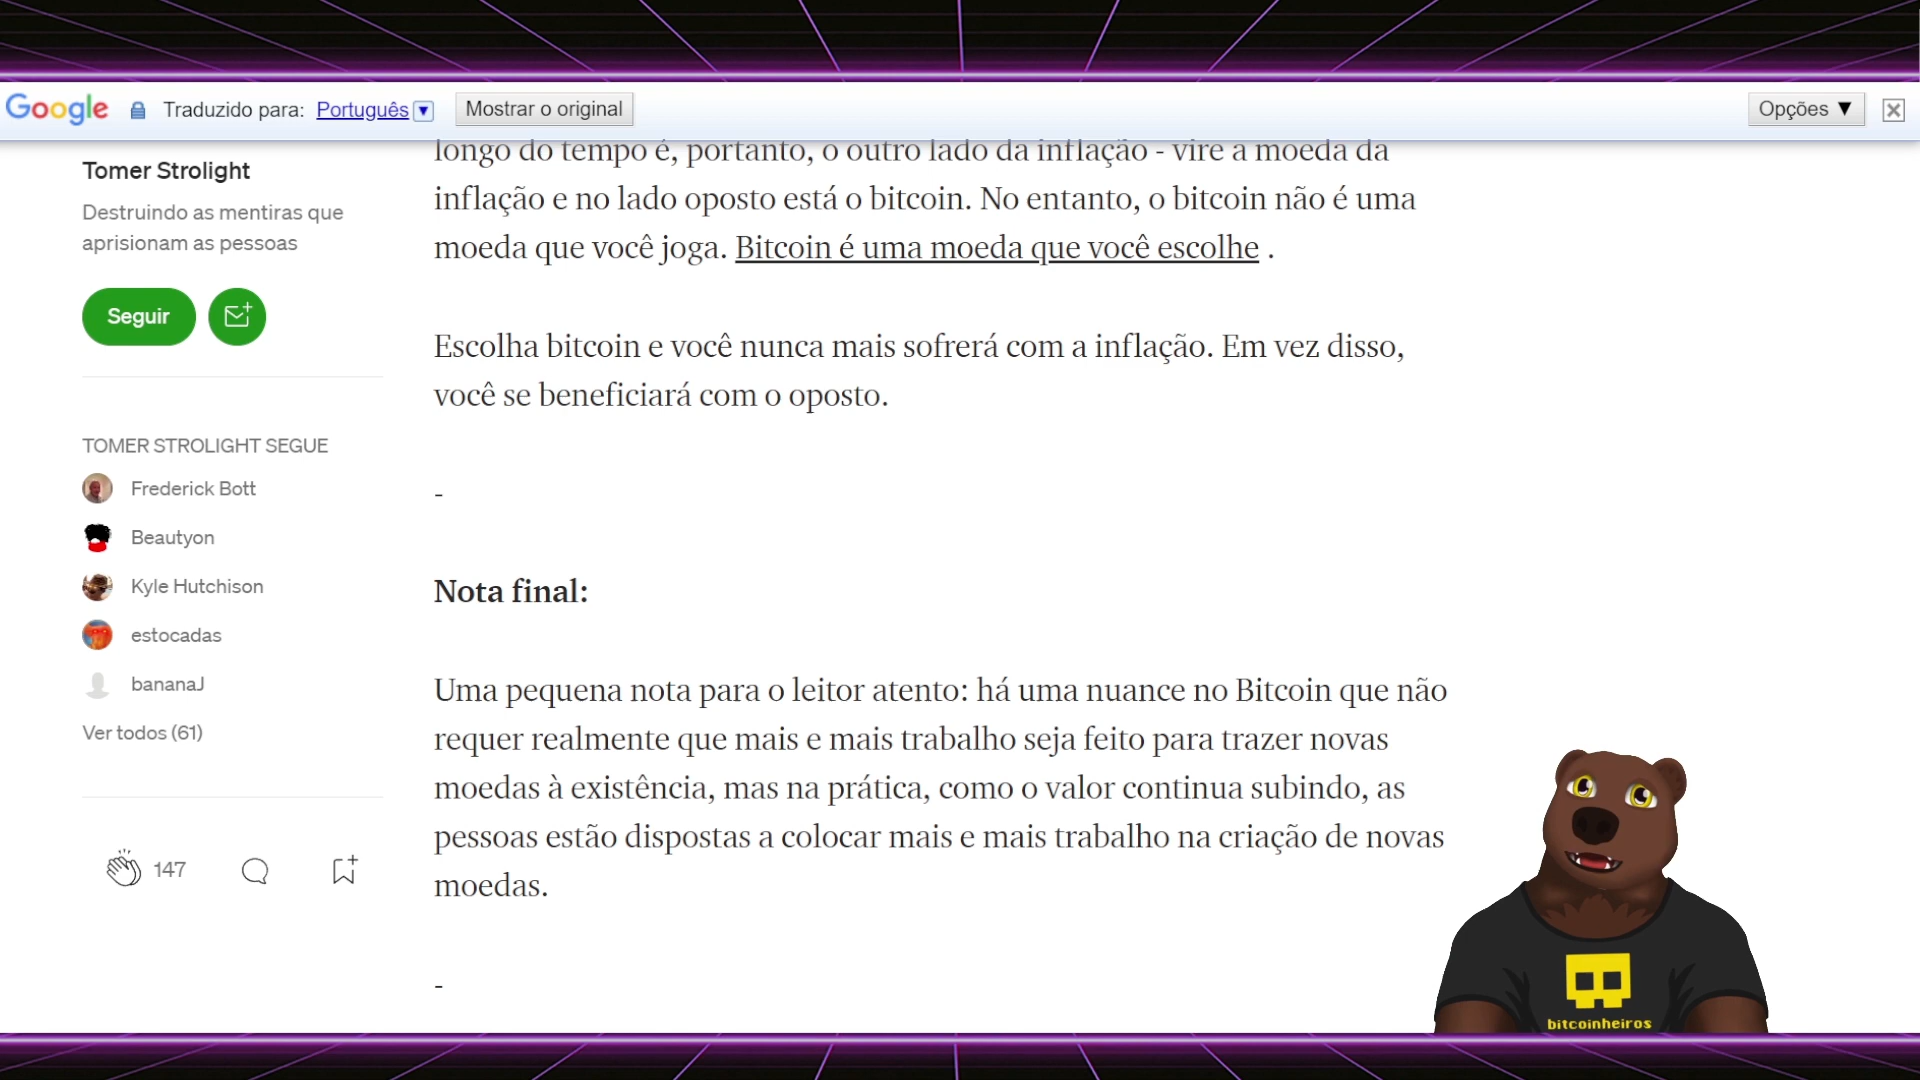 Google Traduzido para: Português Mostrar o original Opções ▼
Tomer Strolight
Destruindo as mentiras que
aprisionam as pessoas
Seguir
TOMER STROLIGHT SEGUE
Frederick Bott
Beautyon
Kyle Hutchison
estocadas
bananaJ
Ver todos (61)
147
longo do tempo é, portanto, o outro lado da inflação - vire a moeda da
inflação e no lado oposto está o bitcoin. No entanto, o bitcoin não é uma
moeda que você joga. Bitcoin é uma moeda que você escolhe .
Escolha bitcoin e você nunca mais sofrerá com a inflação. Em vez disso,
você se beneficiará com o oposto.
-
Nota final:
Uma pequena nota para o leitor atento: há uma nuance no Bitcoin que não
requer realmente que mais e mais trabalho seja feito para trazer novas
moedas à existência, mas na prática, como o valor continua subindo, as
pessoas estão dispostas a colocar mais e mais trabalho na criação de novas
moedas.
-
bitcoinheiros